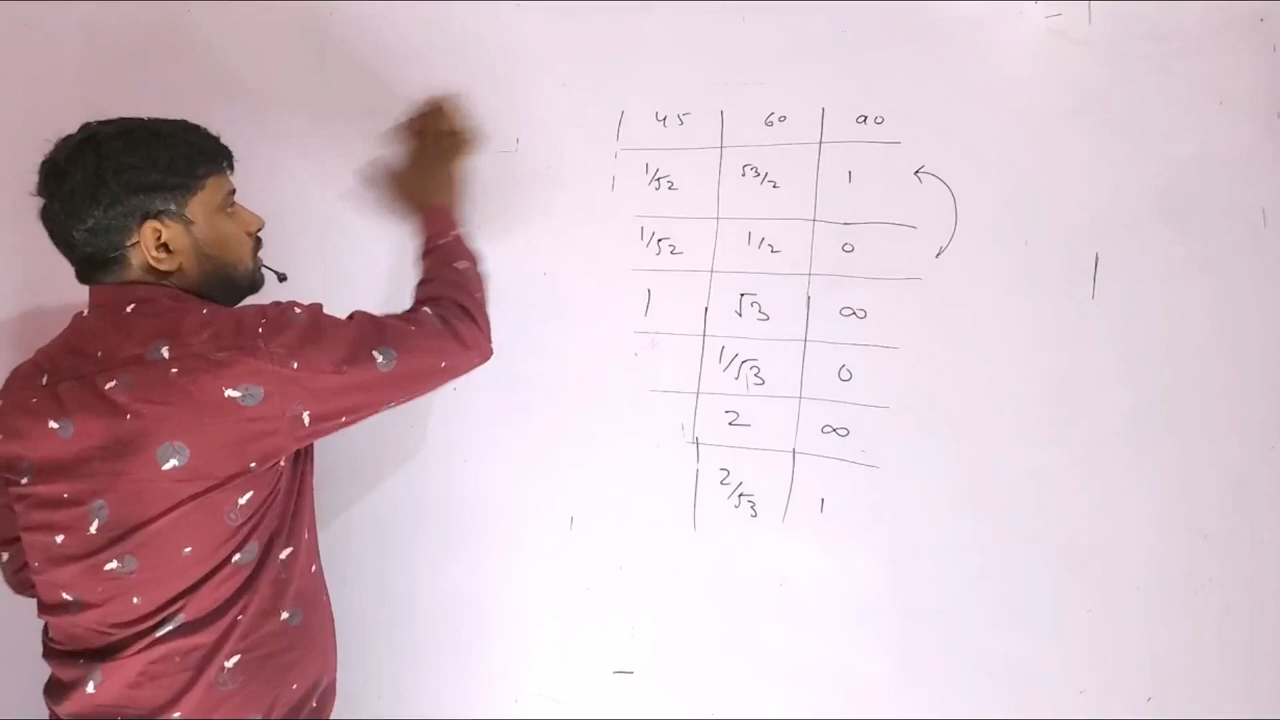 45 60 90
1/√2 √3/2 1
1/√2 1/2 0
1 √3 ∞
1/√3 0
2 ∞
2/√3 1